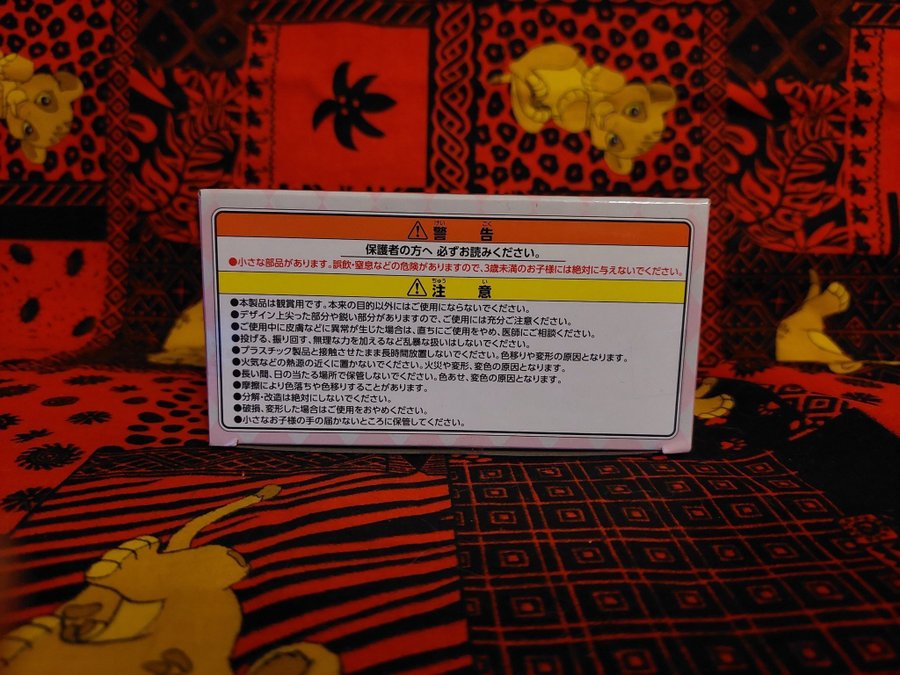 ⚠警告
保護者の方へ 必ずお読みください。
●小さな部品があります。誤飲・窒息などの危険がありますので、3歳未満のお子様には絶対に与えないでください。
⚠注意
●本製品は観賞用です。本来の目的以外にはご使用にならないでください。
●デザイン上尖った部分や鋭い部分がありますので、ご使用には充分ご注意ください。
●ご使用中に皮膚などに異常が生じた場合は、直ちにご使用をやめ、医師にご相談ください。
●投げる、振り回す、無理な力を加えるなど乱暴な扱いはしないでください。
●プラスチック製品と接触させたまま長時間放置しないでください。色移りや変形の原因となります。
●火気などの熱源の近くに置かないでください。火災や変形、変色の原因となります。
●長い間、日の当たる場所で保管しないでください。色あせ、変色の原因となります。
●摩擦により色落ちや色移りすることがあります。
●分解・改造は絶対にしないでください。
●破損、変形した場合はご使用をおやめください。
●小さなお子様の手の届かないところに保管してください。